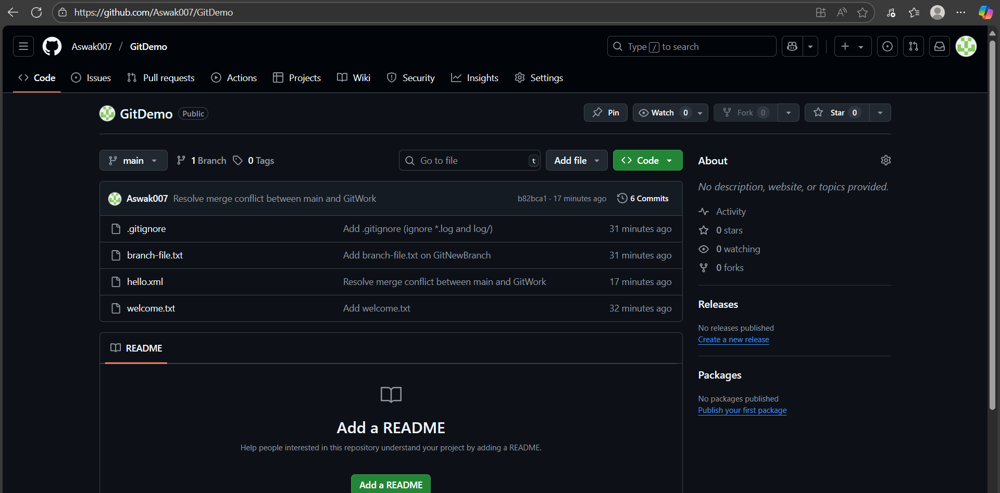 https://github.com/Aswak007/GitDemo
Aswak007 / GitDemo
Type / to search
Code Issues Pull requests Actions Projects Wiki Security Insights Settings
GitDemo Public
Pin Watch 0 Fork 0 Star 0
main 1 Branch 0 Tags Go to file t Add file Code
Aswak007 Resolve merge conflict between main and GitWork b82bca1 · 17 minutes ago 6 Commits
.gitignore Add .gitignore (ignore *.log and log/) 31 minutes ago
branch-file.txt Add branch-file.txt on GitNewBranch 31 minutes ago
hello.xml Resolve merge conflict between main and GitWork 17 minutes ago
welcome.txt Add welcome.txt 32 minutes ago
README
Add a README
Help people interested in this repository understand your project by adding a README.
Add a README
About
No description, website, or topics provided.
Activity
0 stars
0 watching
0 forks
Releases
No releases published
Create a new release
Packages
No packages published
Publish your first package